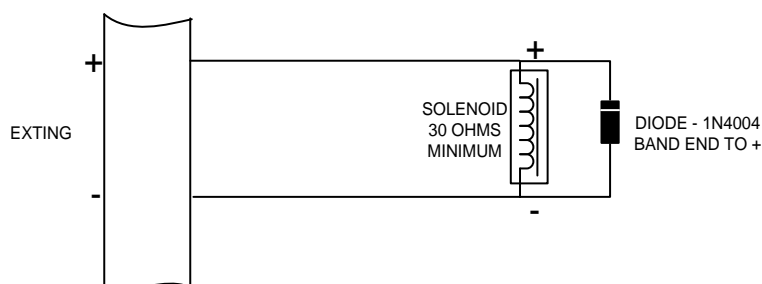 +
+
EXTING
SOLENOID
30 OHMS
MINIMUM
DIODE - 1N4004
BAND END TO +
-
-